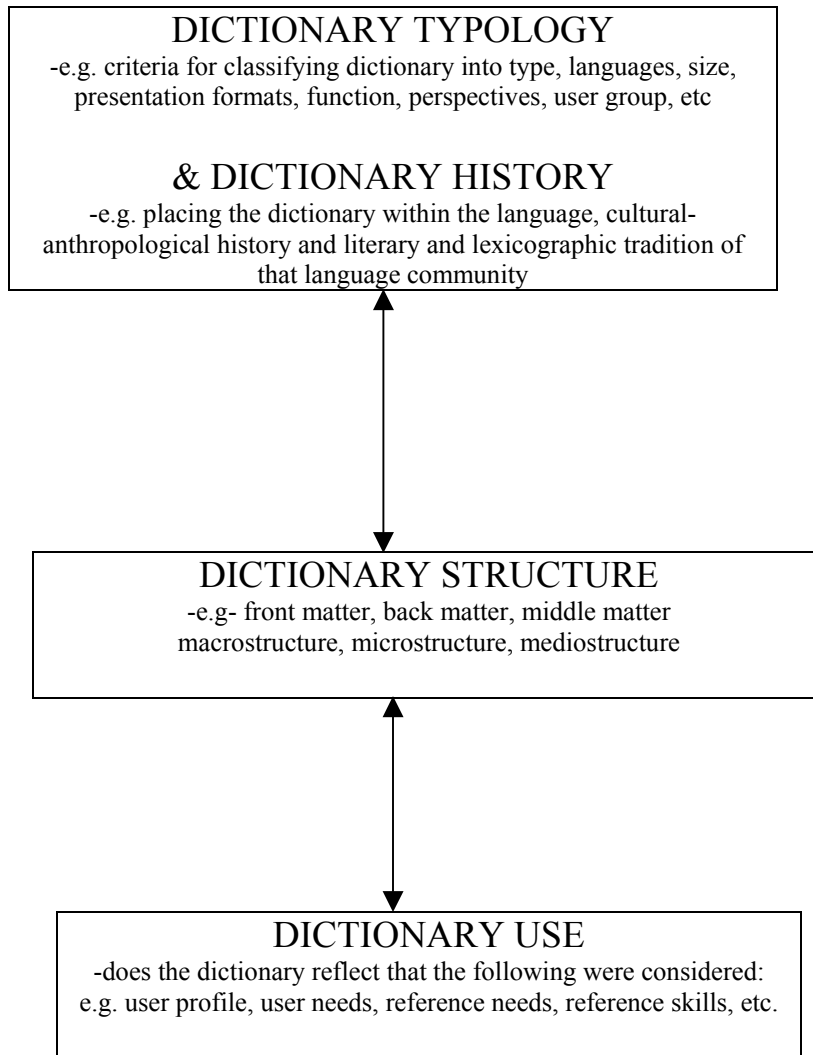 DICTIONARY TYPOLOGY
-e.g. criteria for classifying dictionary into type, languages, size,
presentation formats, function, perspectives, user group, etc
& DICTIONARY HISTORY
-e.g. placing the dictionary within the language, cultural-
anthropological history and literary and lexicographic tradition of
that language community
DICTIONARY STRUCTURE
-e.g- front matter, back matter, middle matter
macrostructure, microstructure, mediostructure
DICTIONARY USE
-does the dictionary reflect that the following were considered:
e.g. user profile, user needs, reference needs, reference skills, etc.